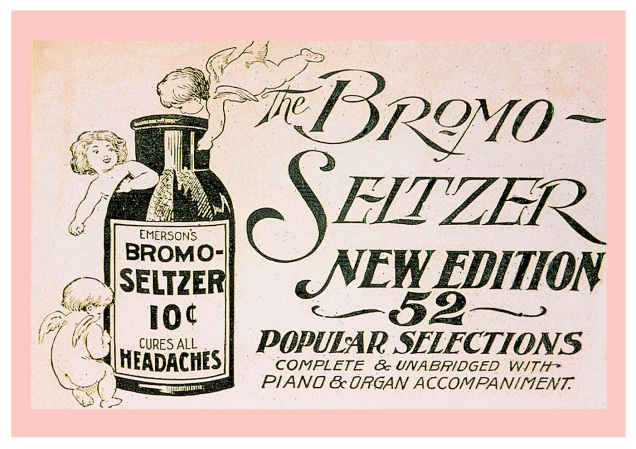 EMERSON'S
BROMO-
SELTZER
10¢
CURES ALL
HEADACHES
The BROMO-
SELTZER
NEW EDITION
52
POPULAR SELECTIONS
COMPLETE & UNABRIDGED WITH
PIANO & ORGAN ACCOMPANIMENT.